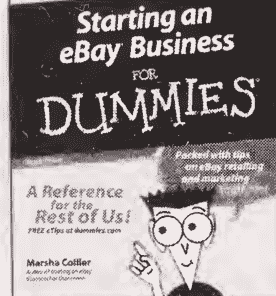 Starting an
eBay Business
FOR
DUMMIES
Packed with tips
on eBay retailing
and marketing
A Reference
for the
Rest of Us!
FREE eTips at dummies.com
Marsha Collier